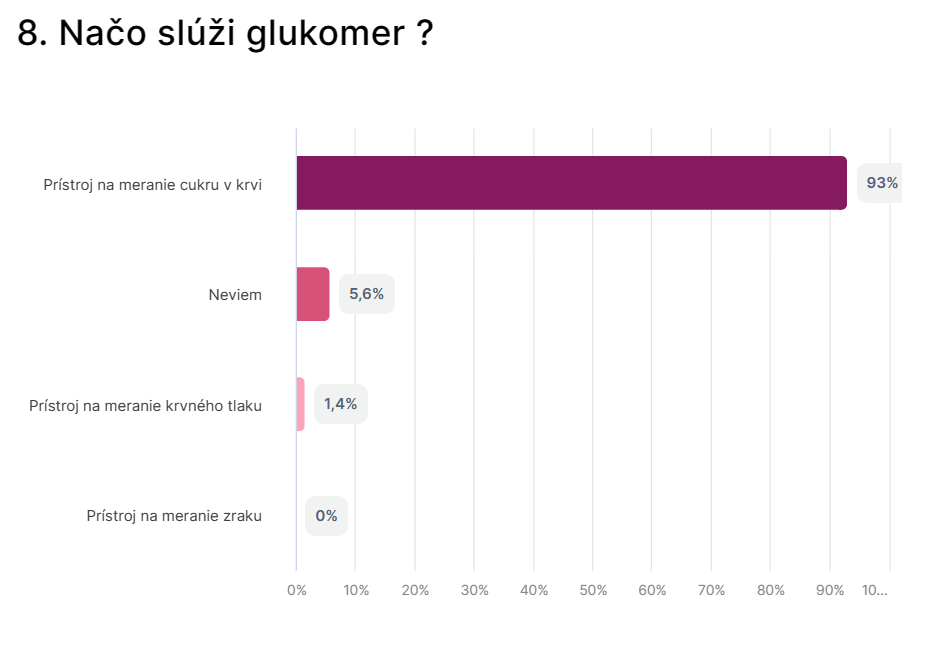 8. Načo slúži glukomer ?
Prístroj na meranie cukru v krvi
93%
Neviem
5,6%
Prístroj na meranie krvného tlaku
1,4%
Prístroj na meranie zraku
0%
0% 10% 20% 30% 40% 50% 60% 70% 80% 90% 10...